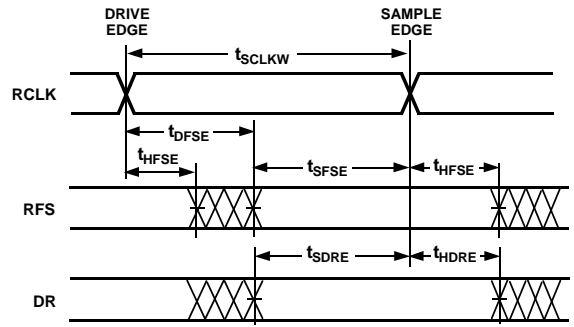 DRIVE EDGE
SAMPLE EDGE
tSCLKW
RCLK
tDFSE
tHFSE
tSFSE
tHFSE
RFS
tSDRE
tHDRE
DR